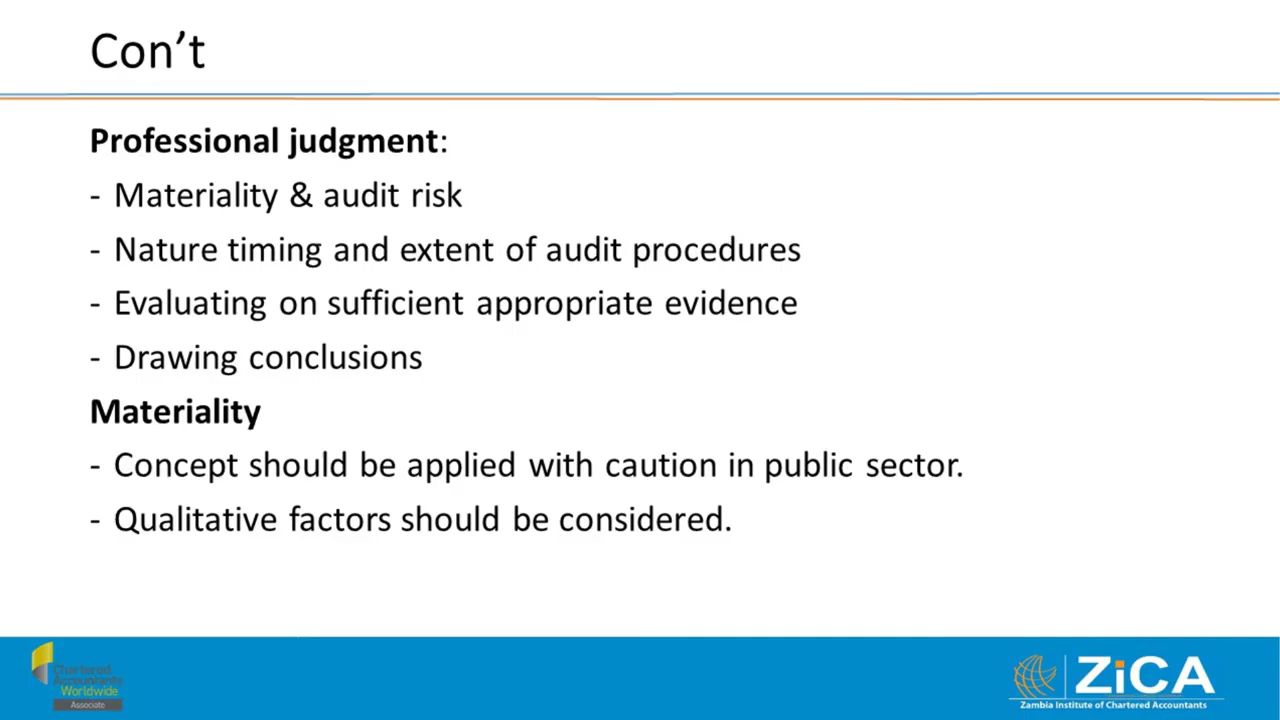 Con’t
Professional judgment:
- Materiality & audit risk
- Nature timing and extent of audit procedures
- Evaluating on sufficient appropriate evidence
- Drawing conclusions
Materiality
- Concept should be applied with caution in public sector.
- Qualitative factors should be considered.
Chartered
Accountants
Worldwide
Associate
ZiCA
Zambia Institute of Chartered Accountants